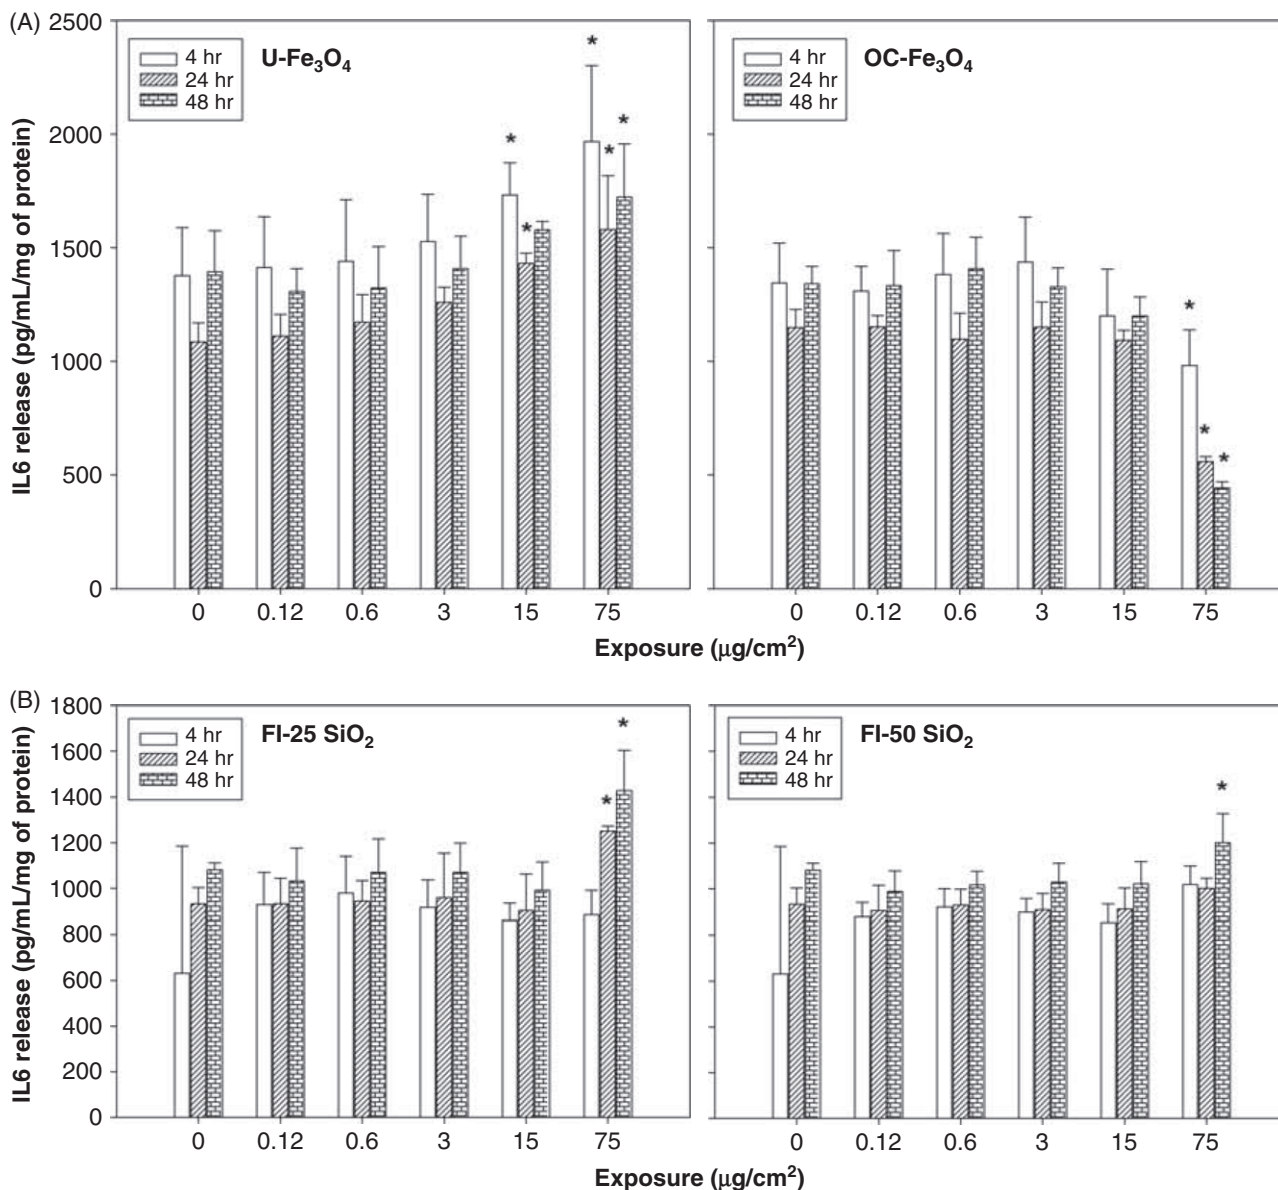 (A)
IL6 release (pg/mL/mg of protein)
2500
2000
1500
1000
500
0
4 hr
24 hr
48 hr
U-Fe₃O₄
* * * * *
0 0.12 0.6 3 15 75
4 hr
24 hr
48 hr
OC-Fe₃O₄
* * *
0 0.12 0.6 3 15 75
Exposure (μg/cm²)
(B)
IL6 release (pg/mL/mg of protein)
1800
1600
1400
1200
1000
800
600
400
200
0
4 hr
24 hr
48 hr
FI-25 SiO₂
* *
0 0.12 0.6 3 15 75
4 hr
24 hr
48 hr
FI-50 SiO₂
*
0 0.12 0.6 3 15 75
Exposure (μg/cm²)